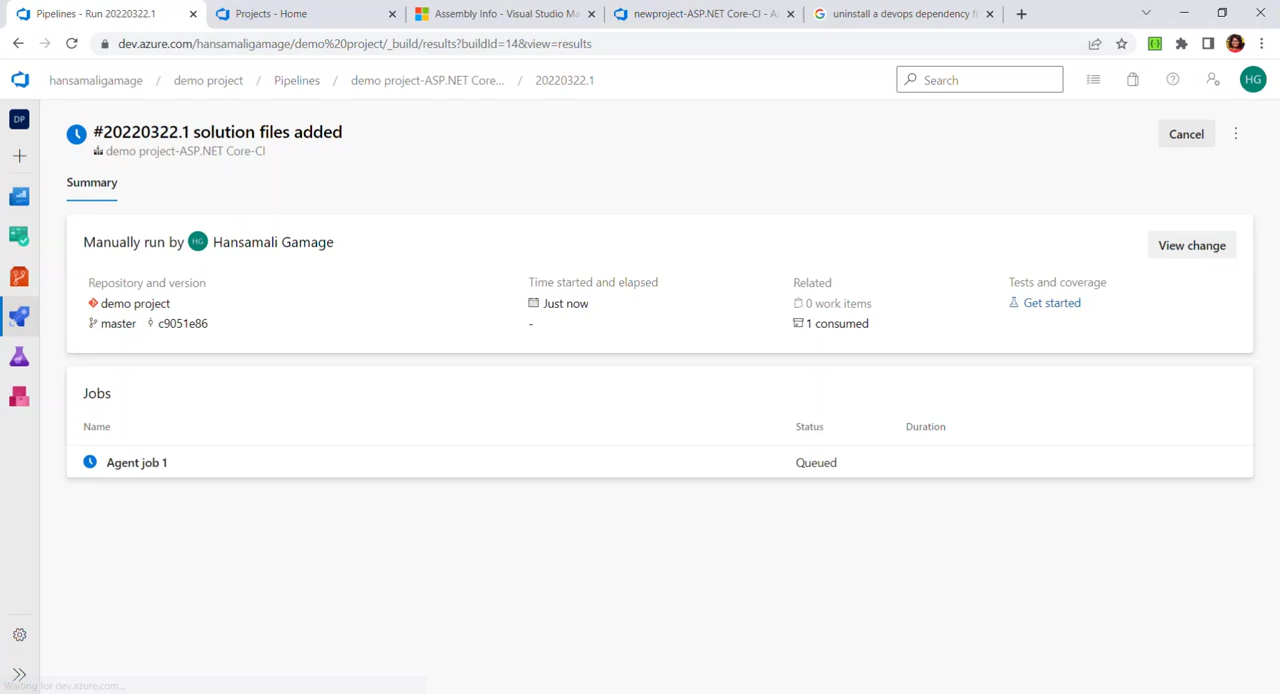 Pipelines - Run 20220322.1
Projects - Home
Assembly Info - Visual Studio Ma
newproject-ASP.NET Core-CI - A
uninstall a devops dependency f
dev.azure.com/hansamaligamage/demo%20project/_build/results?buildId=14&view=results
hansamaligamage / demo project / Pipelines / demo project-ASP.NET Core... / 20220322.1
Search
HG
DP
#20220322.1 solution files added
demo project-ASP.NET Core-CI
Cancel
Summary
Manually run by HG Hansamali Gamage
View change
Repository and version
Time started and elapsed
Related
Tests and coverage
demo project
Just now
0 work items
Get started
master c9051e86
-
1 consumed
Jobs
Name
Status
Duration
Agent job 1
Queued
Waiting for dev.azure.com...